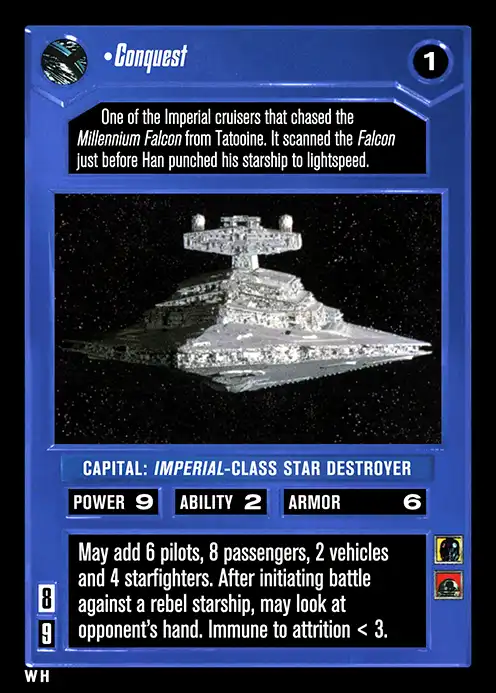 •Conquest
1
One of the Imperial cruisers that chased the
Millennium Falcon from Tatooine. It scanned the Falcon
just before Han punched his starship to lightspeed.
CAPITAL: IMPERIAL-CLASS STAR DESTROYER
POWER 9 ABILITY 2 ARMOR 6
May add 6 pilots, 8 passengers, 2 vehicles
and 4 starfighters. After initiating battle
against a rebel starship, may look at
opponent's hand. Immune to attrition < 3.
8
9
WH